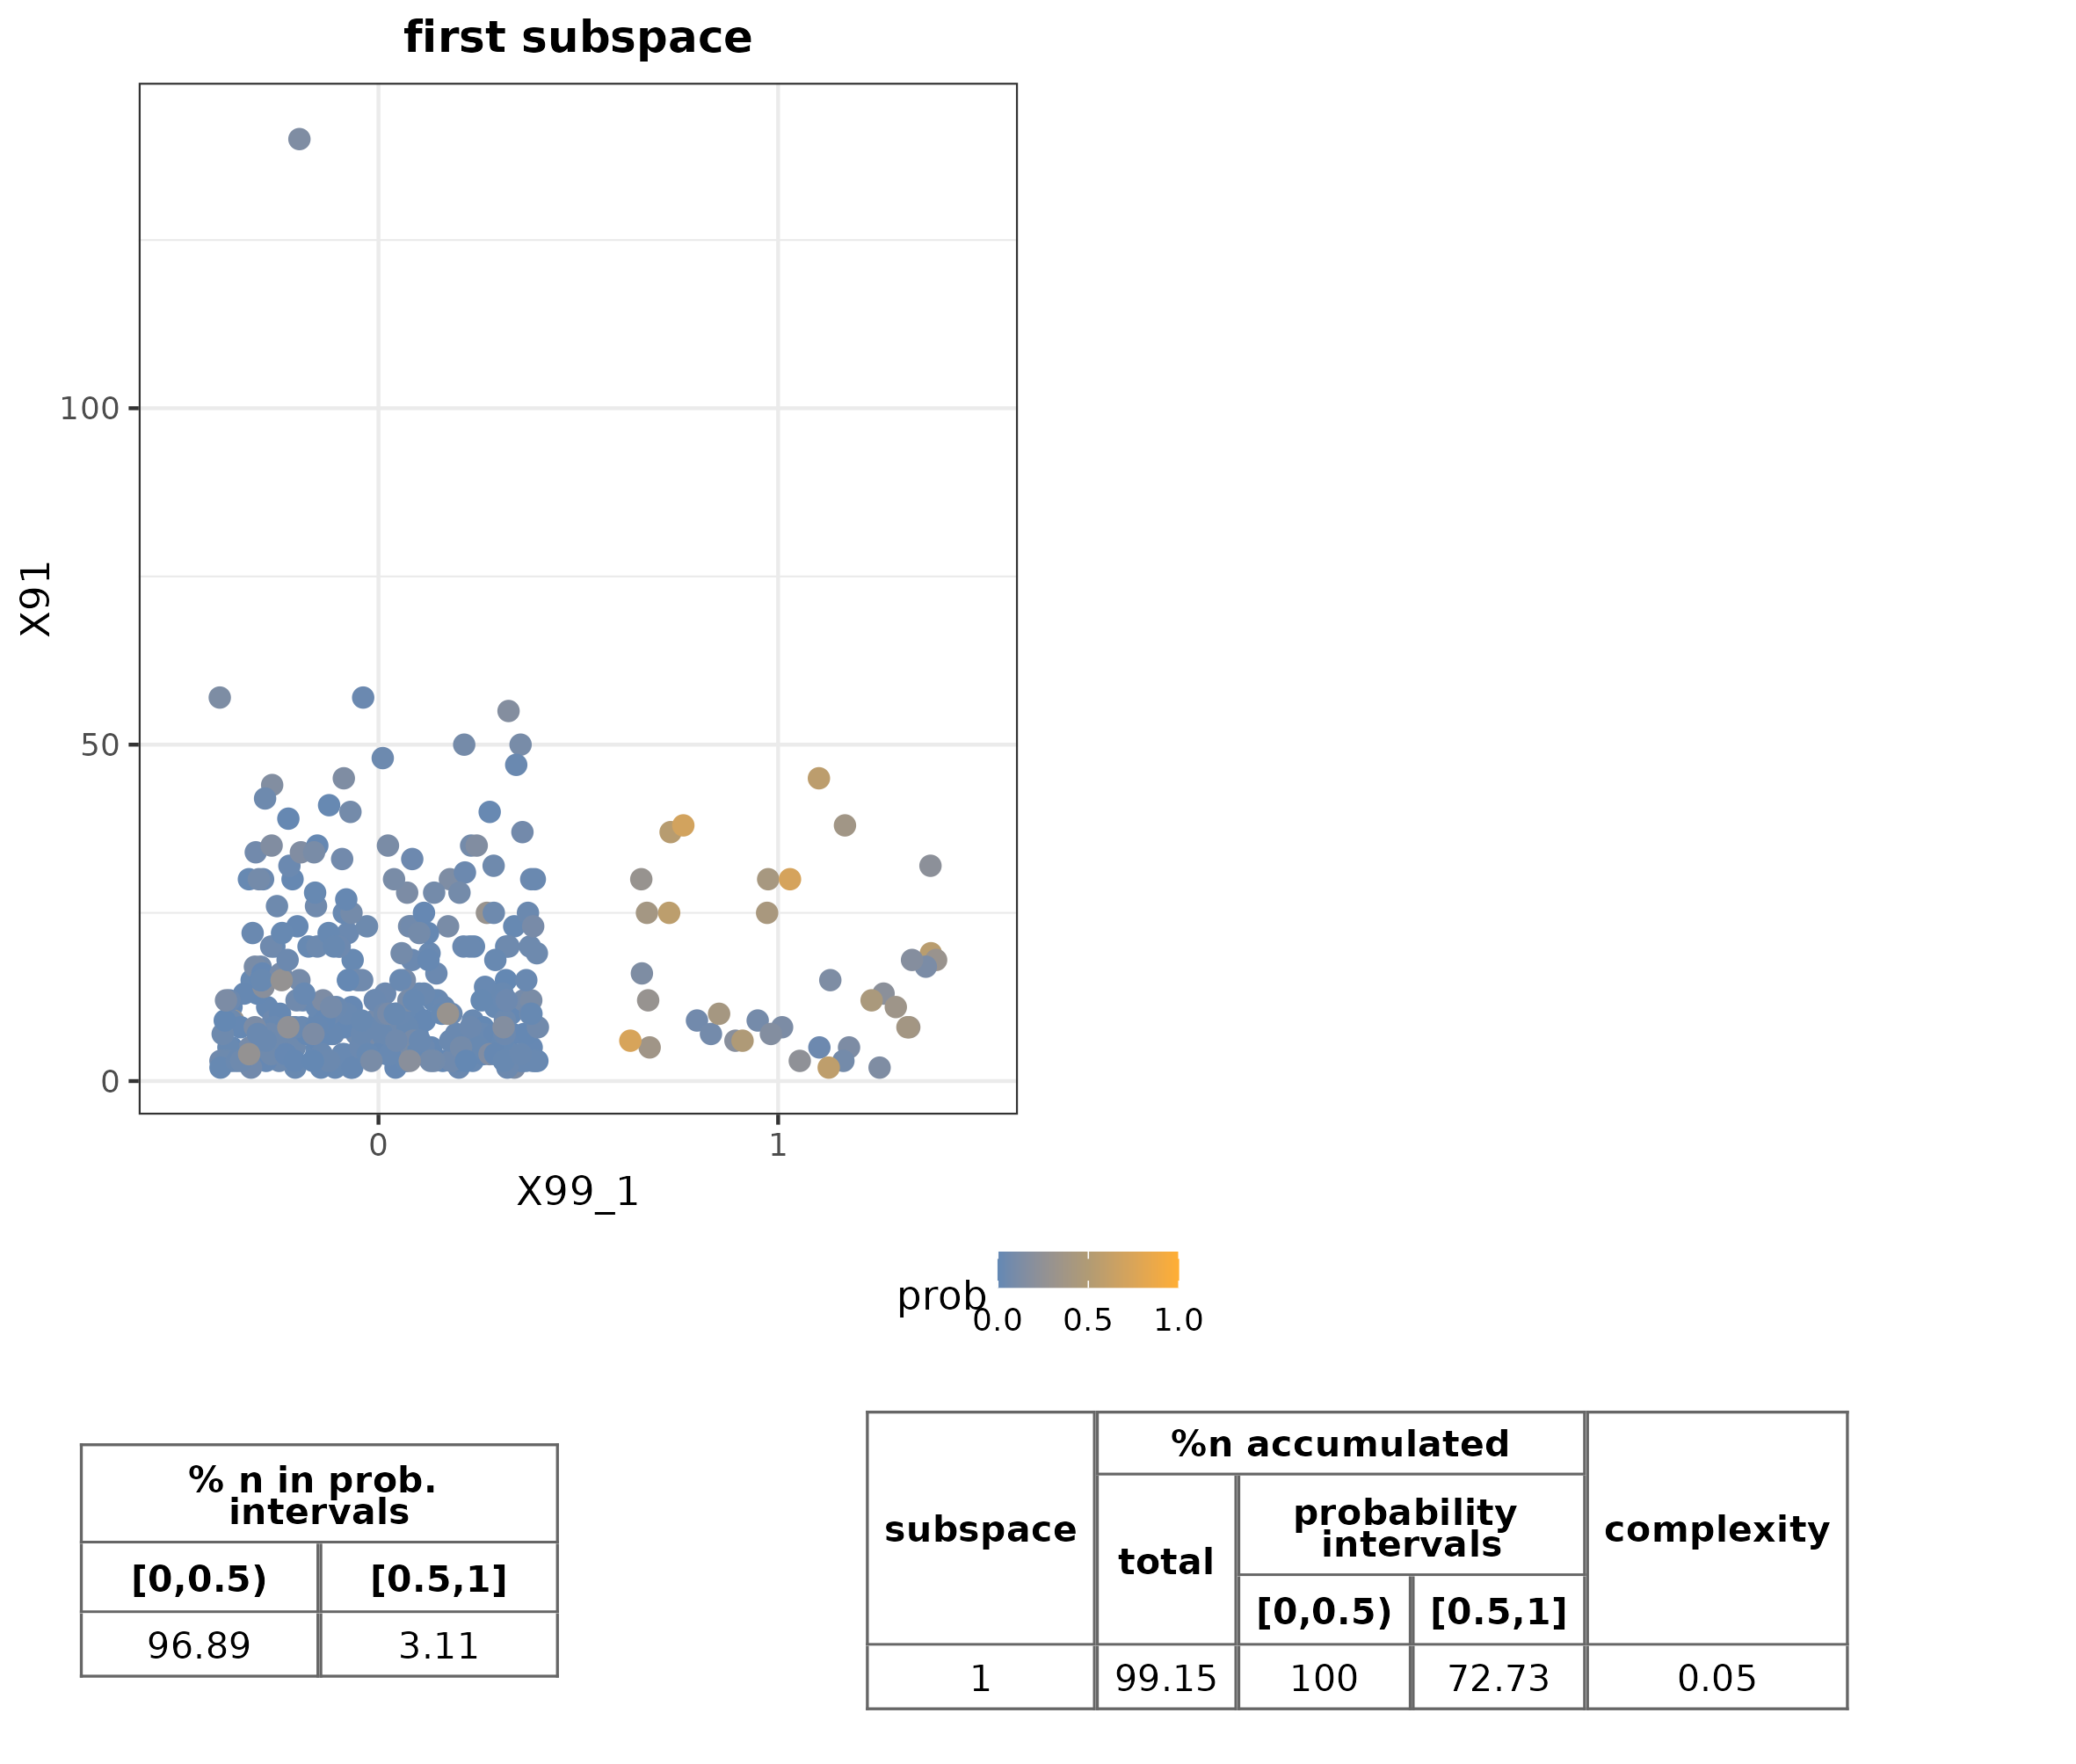 first subspace
X91
100
50
0
0 1
X99_1
prob
0.0 0.5 1.0
% n in prob.
intervals
[0,0.5) [0.5,1]
96.89 3.11
subspace
%n accumulated
total
probability
intervals
[0,0.5) [0.5,1]
complexity
1 99.15 100 72.73 0.05